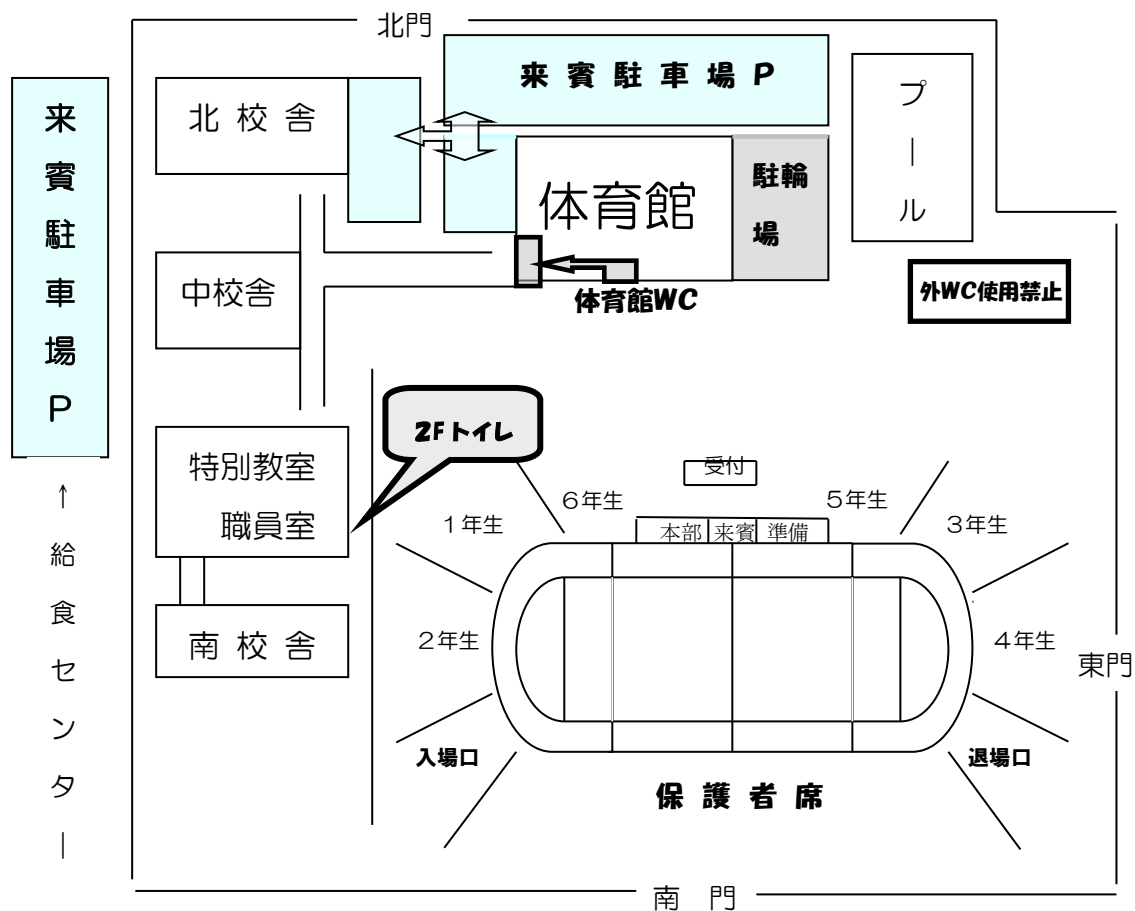 北門
来賓駐車場P
来賓駐車場P
北校舎
プール
体育館
駐輪
場
中校舎
体育館WC
外WC使用禁止
2Fトイレ
特別教室
職員室
受付
6年生
5年生
1年生
3年生
本部
来賓
準備
↑給食センター
南校舎
2年生
4年生
東門
入場口
退場口
保護者席
南門